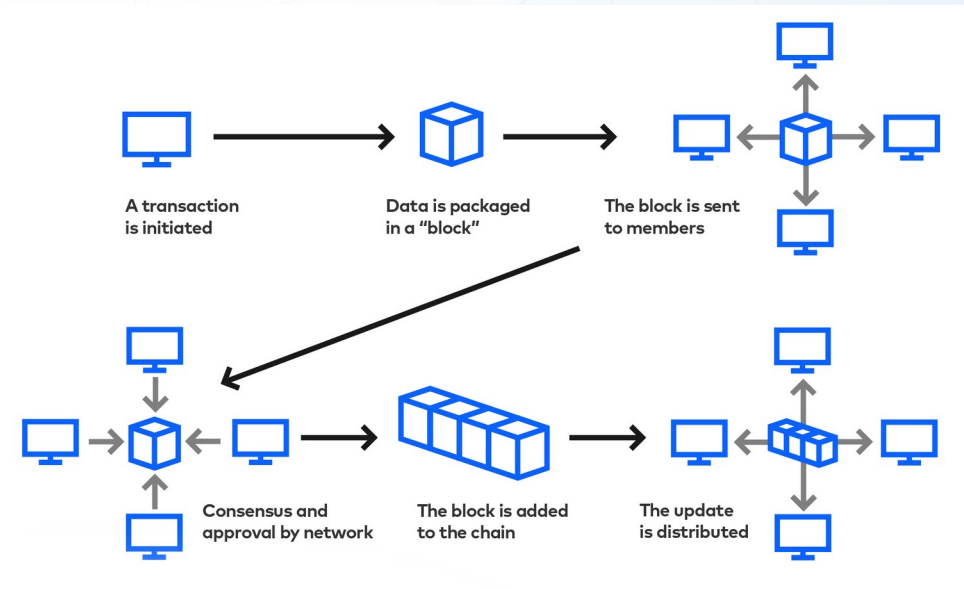 A transaction
is initiated
Data is packaged
in a “block”
The block is sent
to members
Consensus and
approval by network
The block is added
to the chain
The update
is distributed